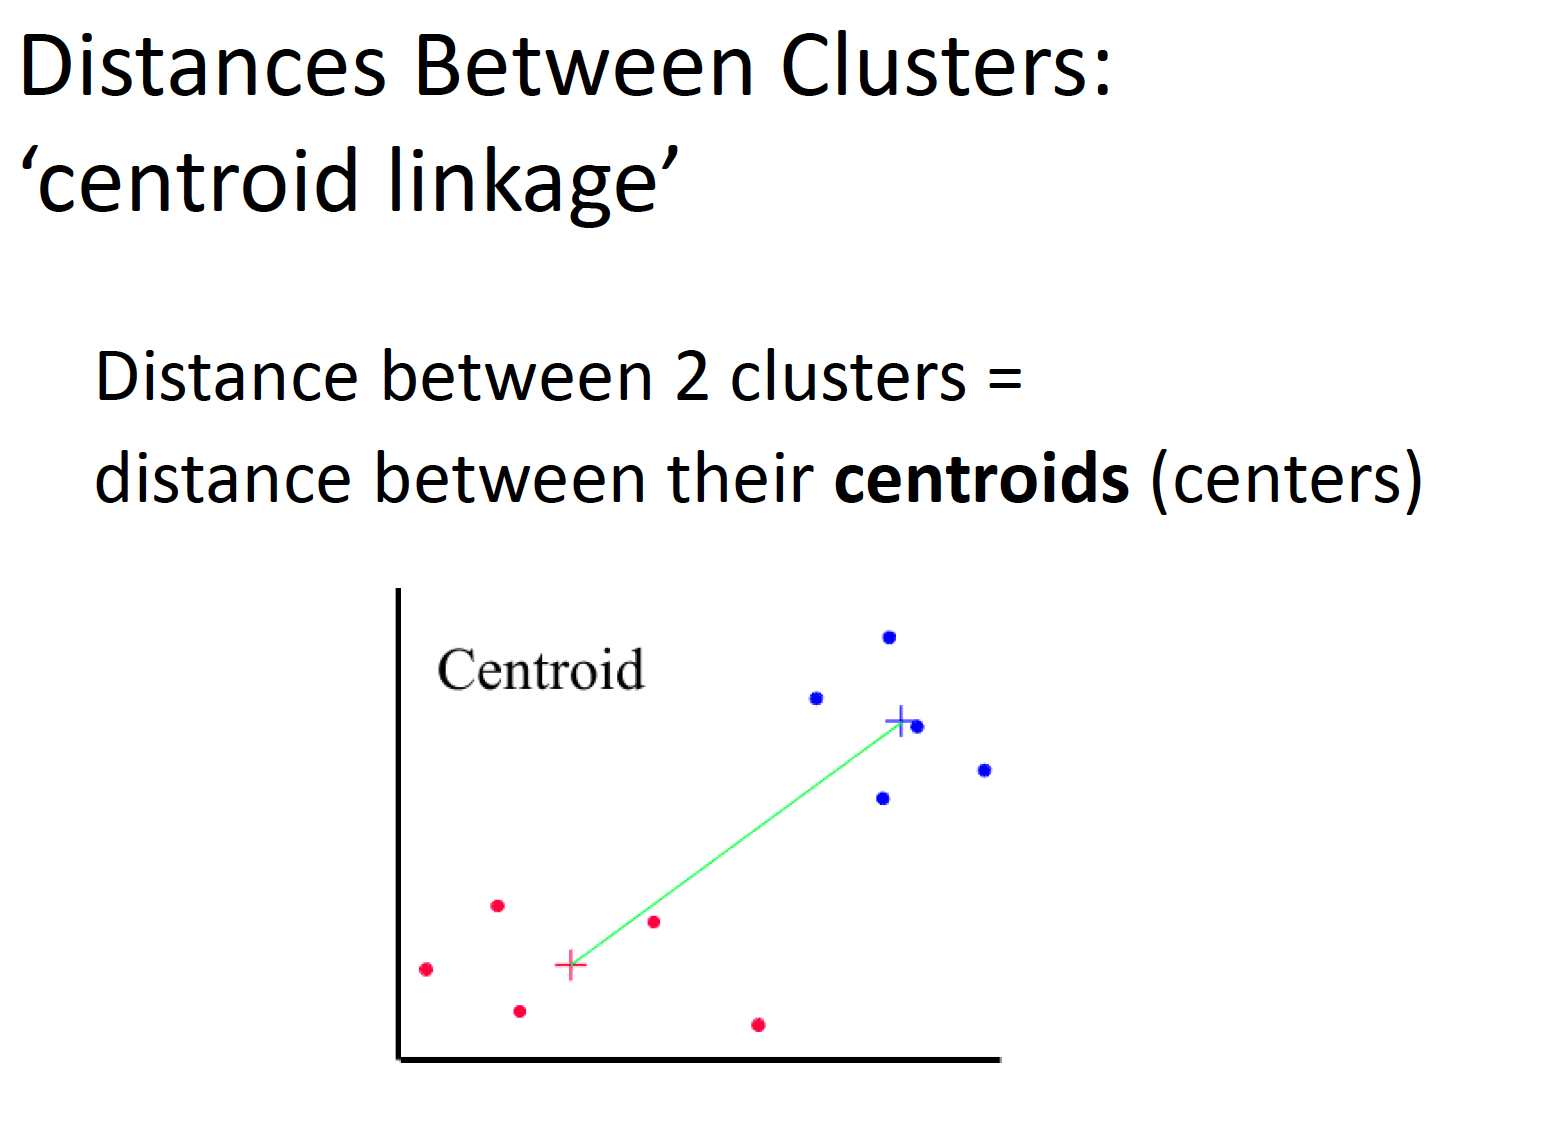 Distances Between Clusters:
‘centroid linkage’
Distance between 2 clusters =
distance between their centroids (centers)
Centroid